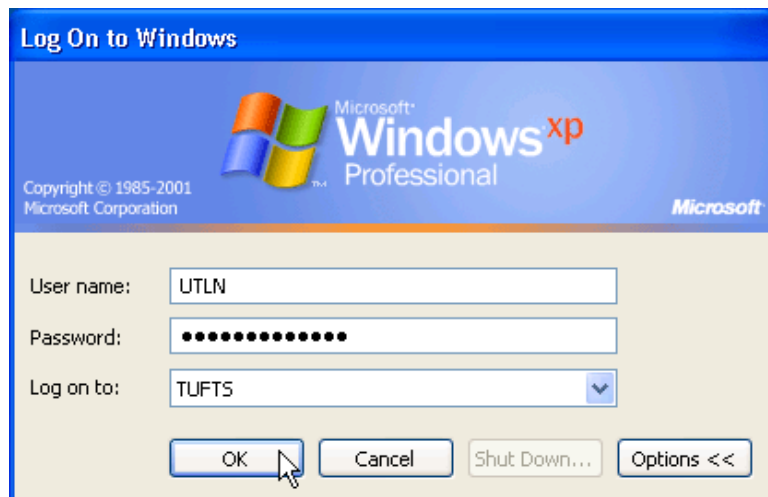 Log On to Windows
Microsoft®
Windows xp
Professional
TM
Copyright © 1985-2001
Microsoft Corporation
Microsoft®
User name: UTLN
Password: •••••••••••••
Log on to: TUFTS
OK Cancel Shut Down... Options <<